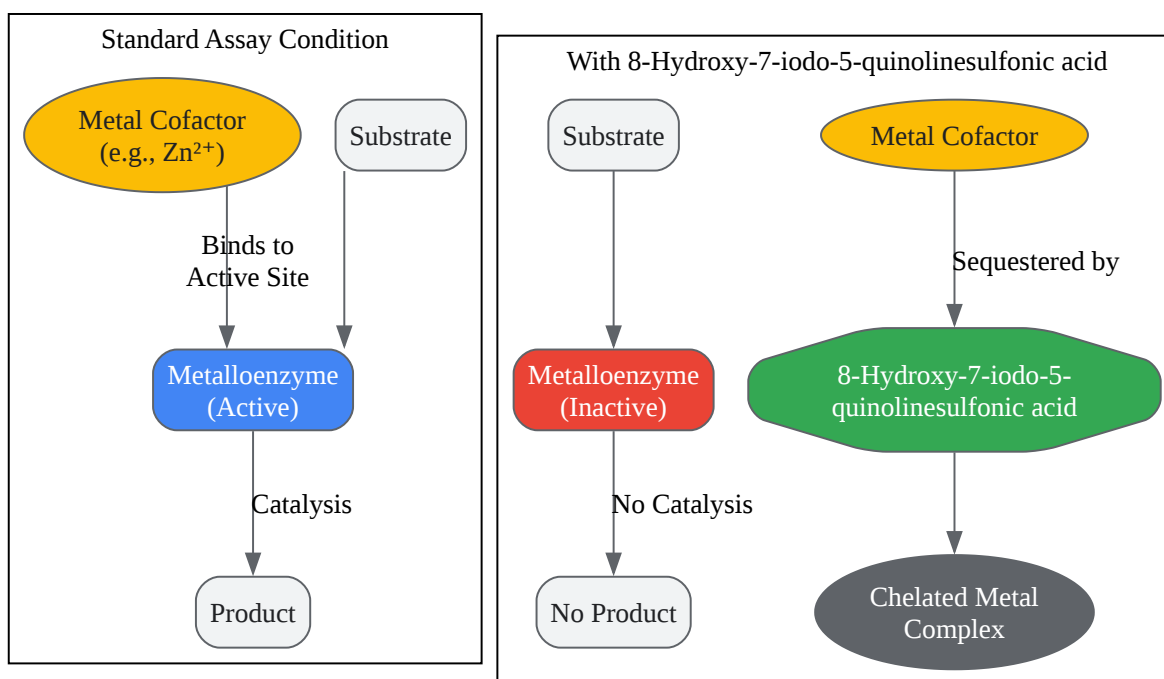 Standard Assay Condition
Metal Cofactor
(e.g., Zn²⁺)
Substrate
Binds to
Active Site
Metalloenzyme
(Active)
Catalysis
Product
With 8-Hydroxy-7-iodo-5-quinolinesulfonic acid
Substrate
Metal Cofactor
Sequestered by
Metalloenzyme
(Inactive)
8-Hydroxy-7-iodo-5-
quinolinesulfonic acid
No Catalysis
No Product
Chelated Metal
Complex